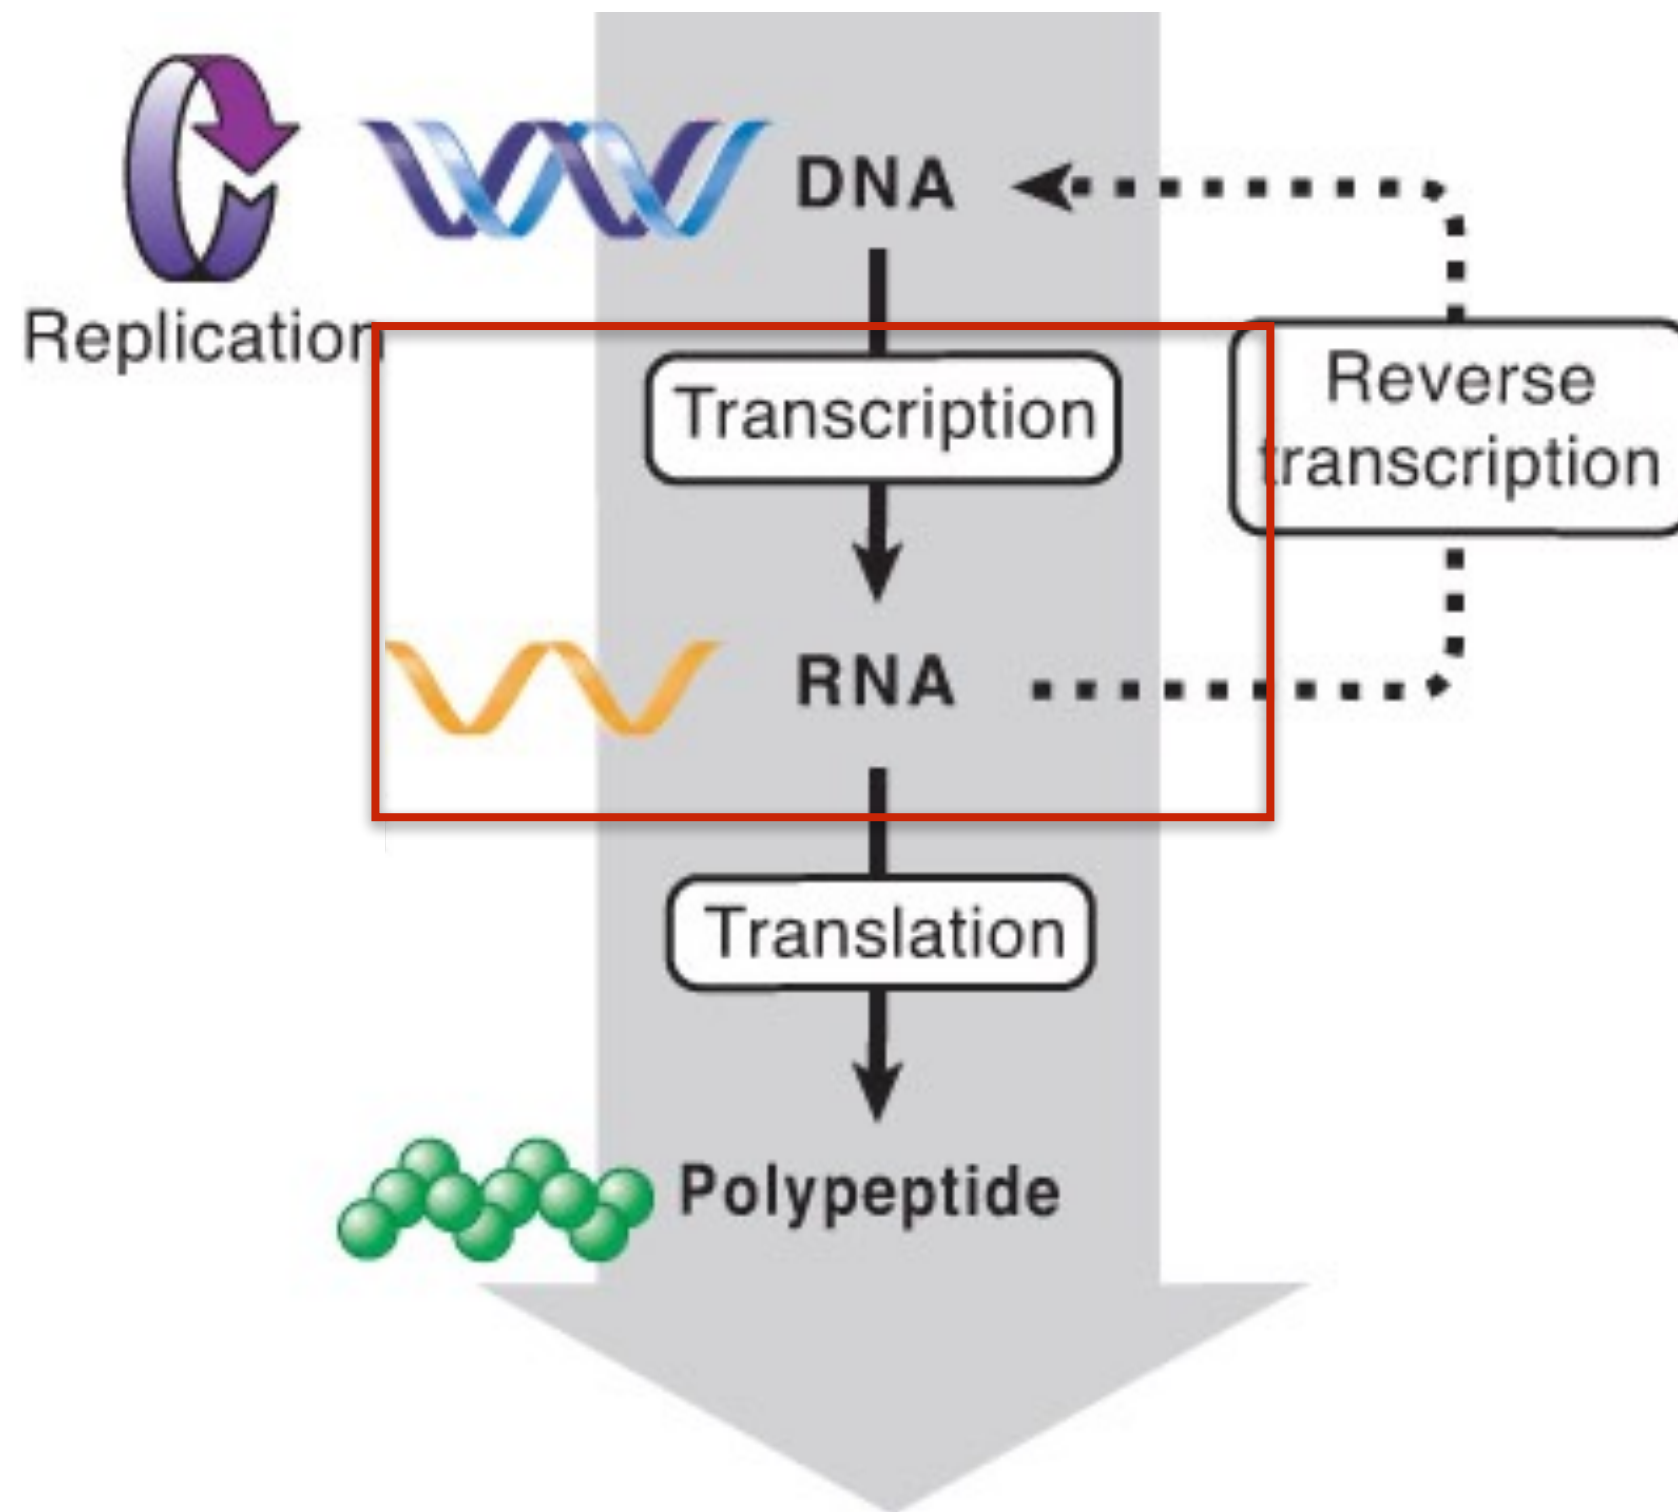 DNA
Replication
Transcription
Reverse
transcription
RNA
Translation
Polypeptide